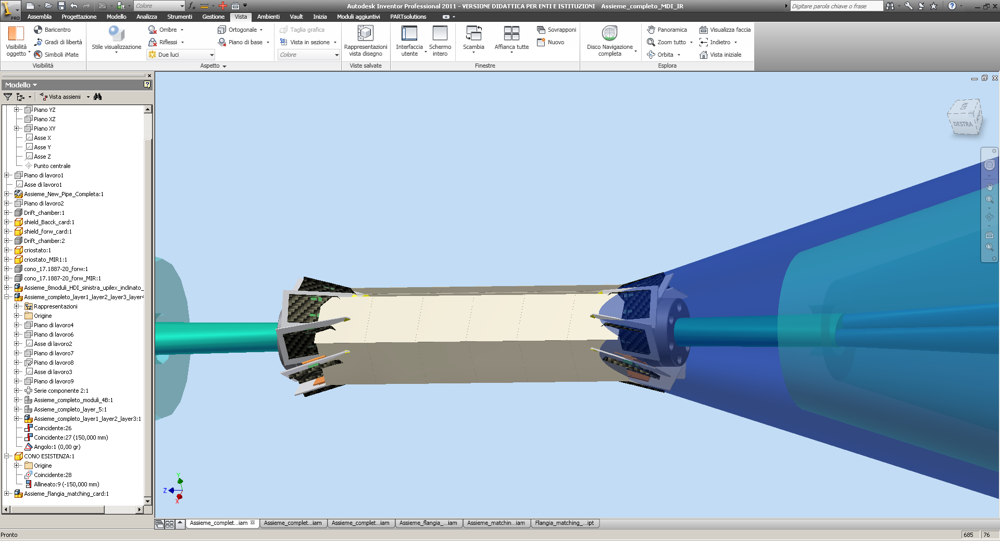 Colore
Autodesk Inventor Professional 2011 - VERSIONE DIDATTICA PER ENTI E ISTITUZIONI Assieme_completo_MDI_IR
Digitare parola chiave o frase
PRO
Assembla Progettazione Modello Analizza Strumenti Gestione Vista Ambienti Vault Inizia Moduli aggiuntivi PARTsolutions
Visibilità oggetto
Baricentro
Gradi di libertà
Simboli iMate
Visibilità
Stile visualizzazione
Ombre
Riflessi
Due luci
Ortogonale
Piano di base
Aspetto
Taglia grafica
Vista in sezione
Colore
Rappresentazioni vista disegno
Viste salvate
Interfaccia utente
Schermo intero
Scambia
Affianca tutte
Sovrapponi
Nuovo
Finestre
Disco Navigazione completa
Panoramica
Zoom tutto
Orbita
Visualizza faccia
Indietro
Vista iniziale
Esplora
Modello
Vista assiemi
Piano YZ
Piano XZ
Piano XY
Asse X
Asse Y
Asse Z
Punto centrale
Piano di lavoro1
Asse di lavoro1
Assieme_New_Pipe_Completa:1
Piano di lavoro2
Drift_chamber:1
shield_Bacck_card:1
shield_forw_card:1
Drift_chamber:2
criostato:1
criostato_MIR1:1
cono_17.1887-20_forw:1
cono_17.1887-20_forw_MIR:1
Assieme_8moduli_HDI_sinistra_upilex_inclinato_
Assieme_completo_layer1_layer2_layer3_layer4
Rappresentazioni
Origine
Piano di lavoro4
Piano di lavoro6
Asse di lavoro2
Piano di lavoro7
Piano di lavoro8
Asse di lavoro3
Piano di lavoro9
Serie componente 2:1
Assieme_completo_moduli_4B:1
Assieme_completo_layer_5:1
Assieme_completo_layer1_layer2_layer3:1
Coincidente:26
Coincidente:27 (150,000 mm)
Angolo:1 (0,00 gr)
CONO ESISTENZA:1
Origine
Coincidente:28
Allineato:9 (-150,000 mm)
Assieme_flangia_matching_card:1
DESTRA
Y
Z
X
Assieme_complet...iam Assieme_complet...iam Assieme_complet...iam Assieme_flangia_...iam Assieme_matchin...iam Flangia_matching_...ipt
Pronto
685 76